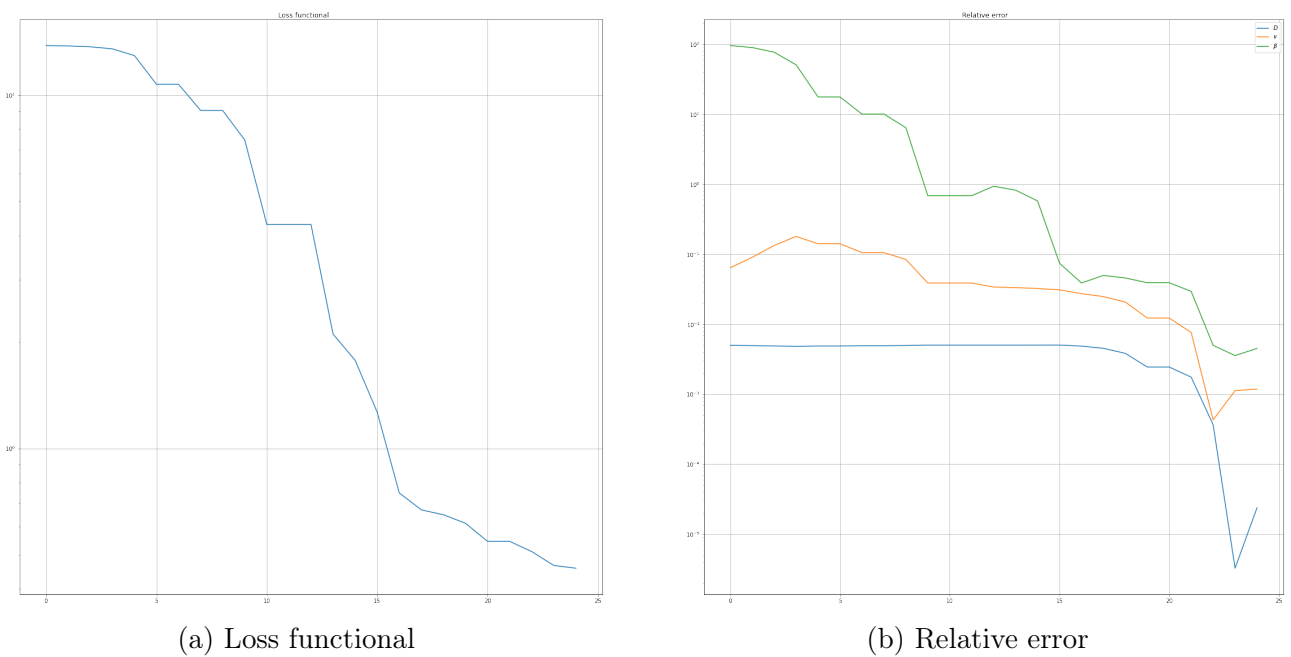 Loss functional
10¹
10⁰
0 5 10 15 20 25
(a) Loss functional
Relative error
D
ν
β
10²
10¹
10⁰
10⁻¹
10⁻²
10⁻³
10⁻⁴
10⁻⁵
0 5 10 15 20 25
(b) Relative error